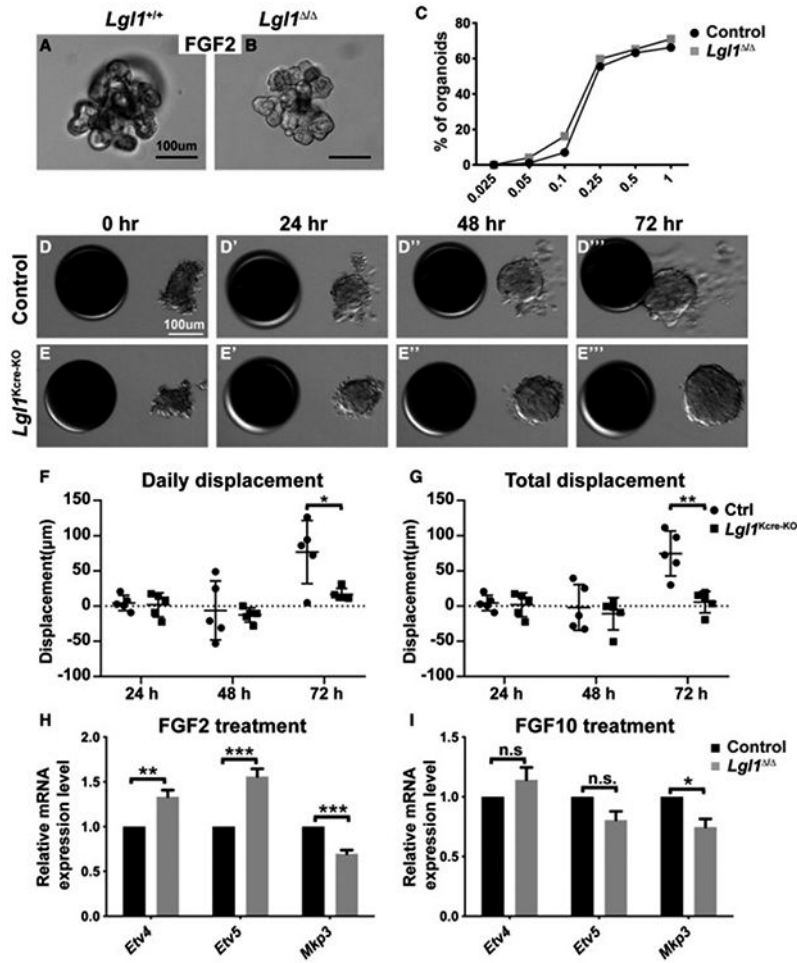 Lgl1+/+ Lgl1Δ/Δ
A FGF2 B
100um
C
Control
Lgl1Δ/Δ
% of organoids
80
60
40
20
0
0.025 0.05 0.1 0.25 0.5 1
0 hr 24 hr 48 hr 72 hr
Control
D D' D'' D'''
100um
Lgl1Kcre-KO
E E' E'' E'''
F Daily displacement
Displacement(µm)
150
100
50
0
-50
-100
24 h 48 h 72 h
*
G Total displacement
Displacement(µm)
150
100
50
0
-50
-100
24 h 48 h 72 h
**
Ctrl
Lgl1Kcre-KO
H FGF2 treatment
Relative mRNA
expression level
2.0
1.5
1.0
0.5
0.0
** *** ***
Etv4 Etv5 Mkp3
I FGF10 treatment
Relative mRNA
expression level
1.5
1.0
0.5
0.0
n.s n.s. *
Etv4 Etv5 Mkp3
Control
Lgl1Δ/Δ